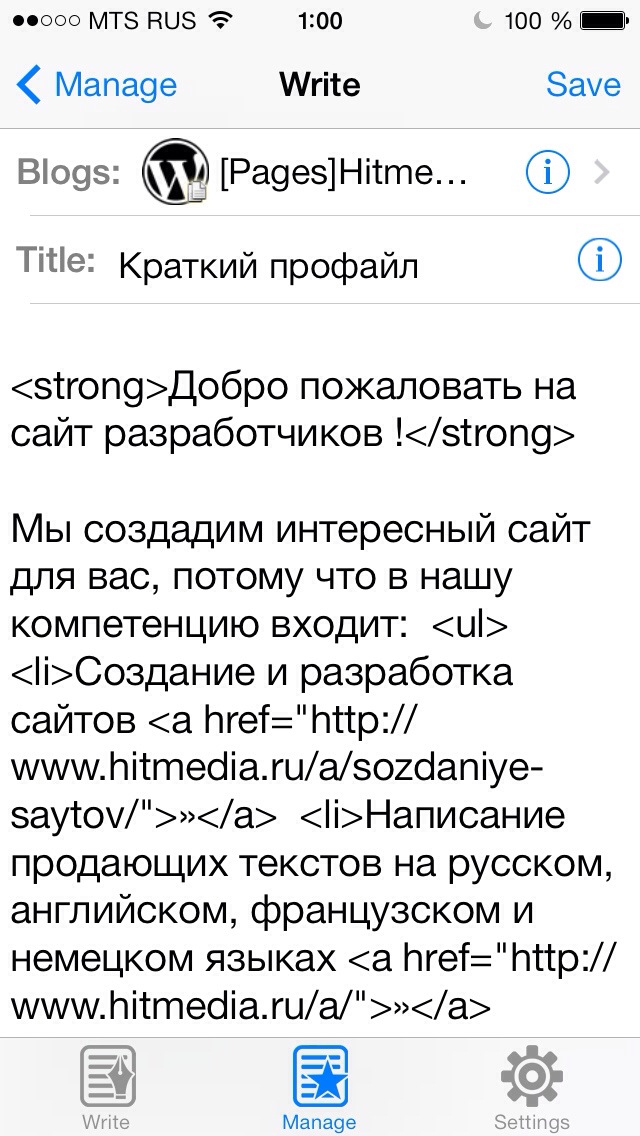 MTS RUS 1:00 100 %
Manage Write Save
Blogs: [Pages]Hitme...
Title: Краткий профайл
<strong>Добро пожаловать на
сайт разработчиков !</strong>
Мы создадим интересный сайт
для вас, потому что в нашу
компетенцию входит:  <ul>
<li>Создание и разработка
сайтов <a href="http://
www.hitmedia.ru/a/sozdaniye-
saytov/">»</a>  <li>Написание
продающих текстов на русском,
английском, французском и
немецком языках <a href="http://
www.hitmedia.ru/a/">»</a>
Write Manage Settings